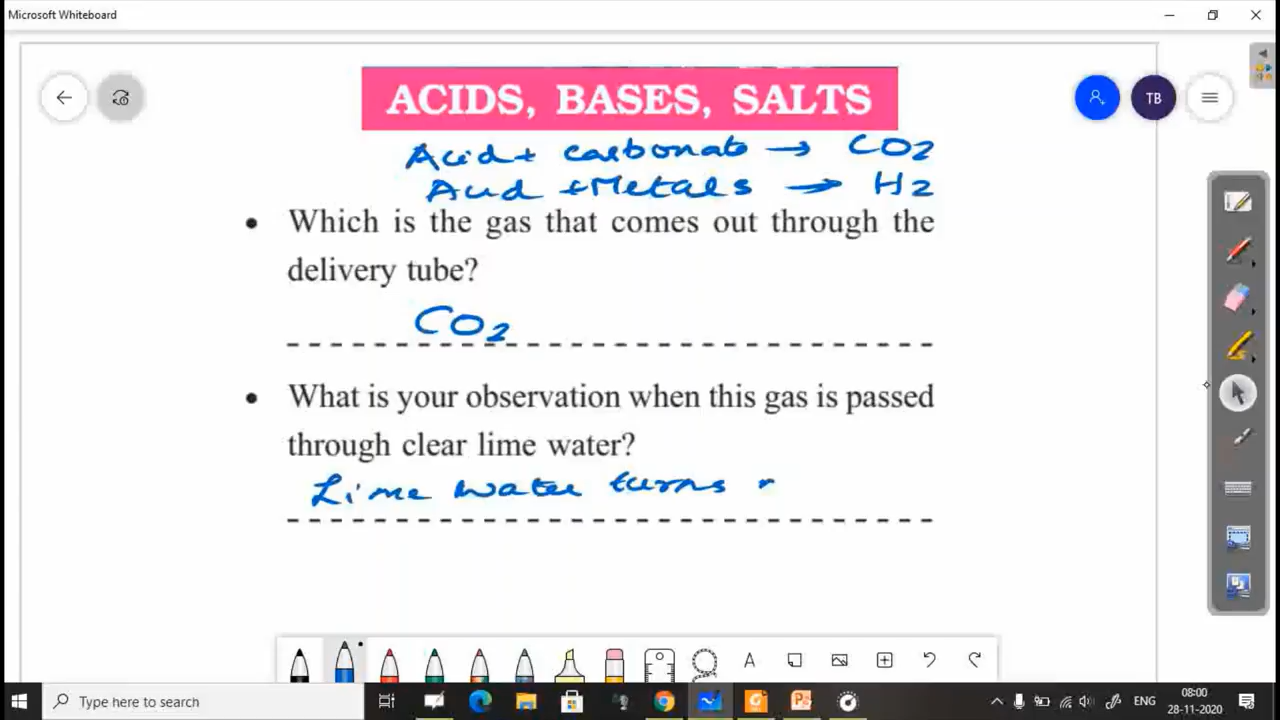 Microsoft Whiteboard
ACIDS, BASES, SALTS
TB
Acid + carbonate → CO2
Acid + Metals → H2
• Which is the gas that comes out through the
delivery tube?
CO2
• What is your observation when this gas is passed
through clear lime water?
Lime water turns
A
Type here to search
ENG
08:00
28-11-2020